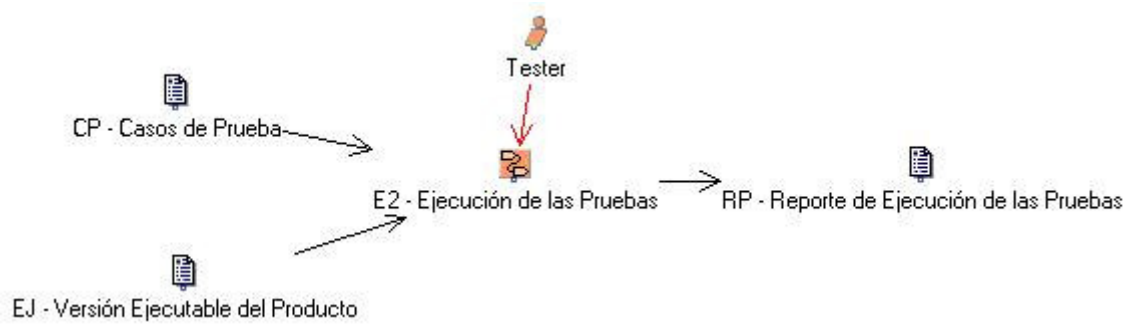 Tester
CP - Casos de Prueba
E2 - Ejecución de las Pruebas
RP - Reporte de Ejecución de las Pruebas
EJ - Versión Ejecutable del Producto